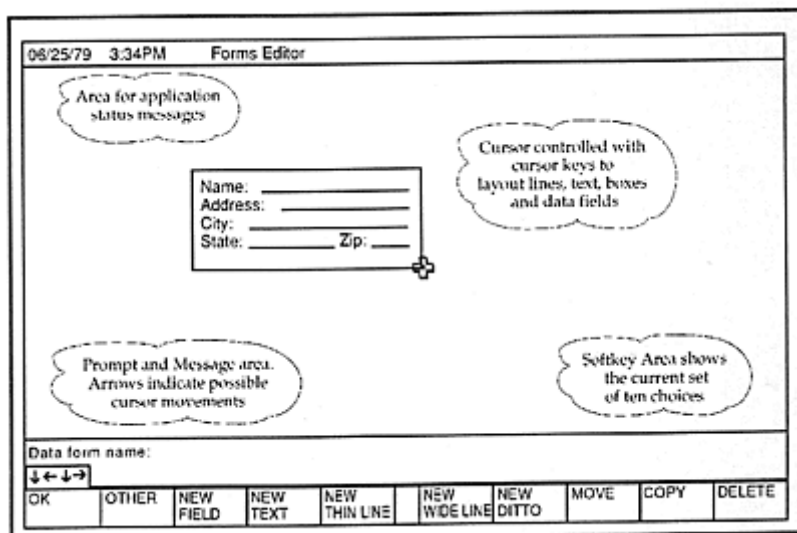 06/25/79 3:34PM Forms Editor
Area for application
status messages
Cursor controlled with
cursor keys to
layout lines, text, boxes
and data fields
Name:
Address:
City:
State: Zip:
Prompt and Message area.
Arrows indicate possible
cursor movements
Softkey Area shows
the current set
of ten choices
Data form name:
↓←↓→
OK OTHER NEW FIELD NEW TEXT NEW THIN LINE NEW WIDE LINE NEW DITTO MOVE COPY DELETE